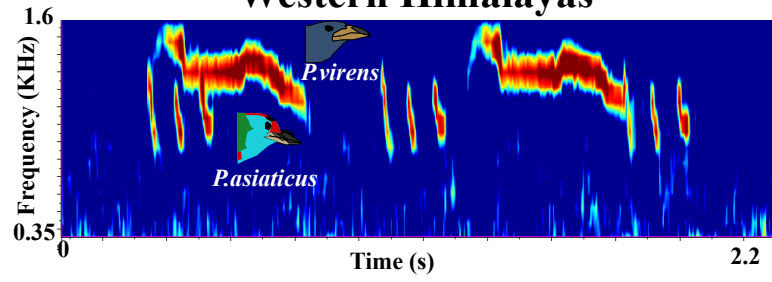 Western Himalayas
1.6
Frequency (KHz)
0.35
P.virens
P.asiaticus
0
2.2
Time (s)